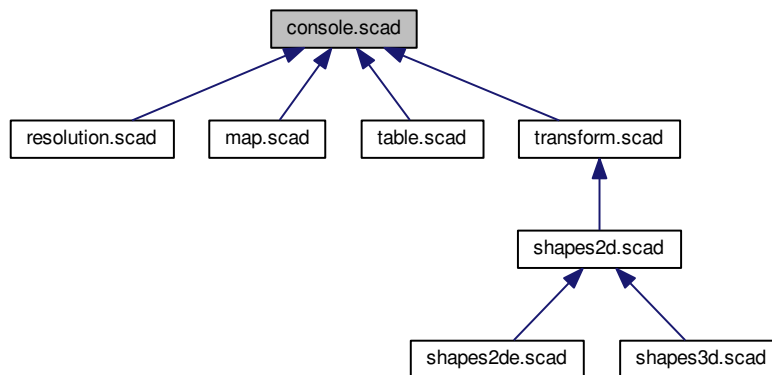 console.scad
resolution.scad
map.scad
table.scad
transform.scad
shapes2d.scad
shapes2de.scad
shapes3d.scad